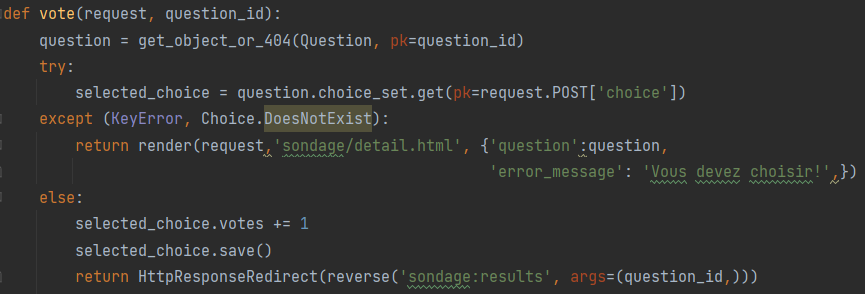 def vote(request, question_id):
    question = get_object_or_404(Question, pk=question_id)
    try:
        selected_choice = question.choice_set.get(pk=request.POST['choice'])
    except (KeyError, Choice.DoesNotExist):
        return render(request,'sondage/detail.html', {'question':question,
                                                      'error_message': 'Vous devez choisir!',})
    else:
        selected_choice.votes += 1
        selected_choice.save()
        return HttpResponseRedirect(reverse('sondage:results', args=(question_id,)))